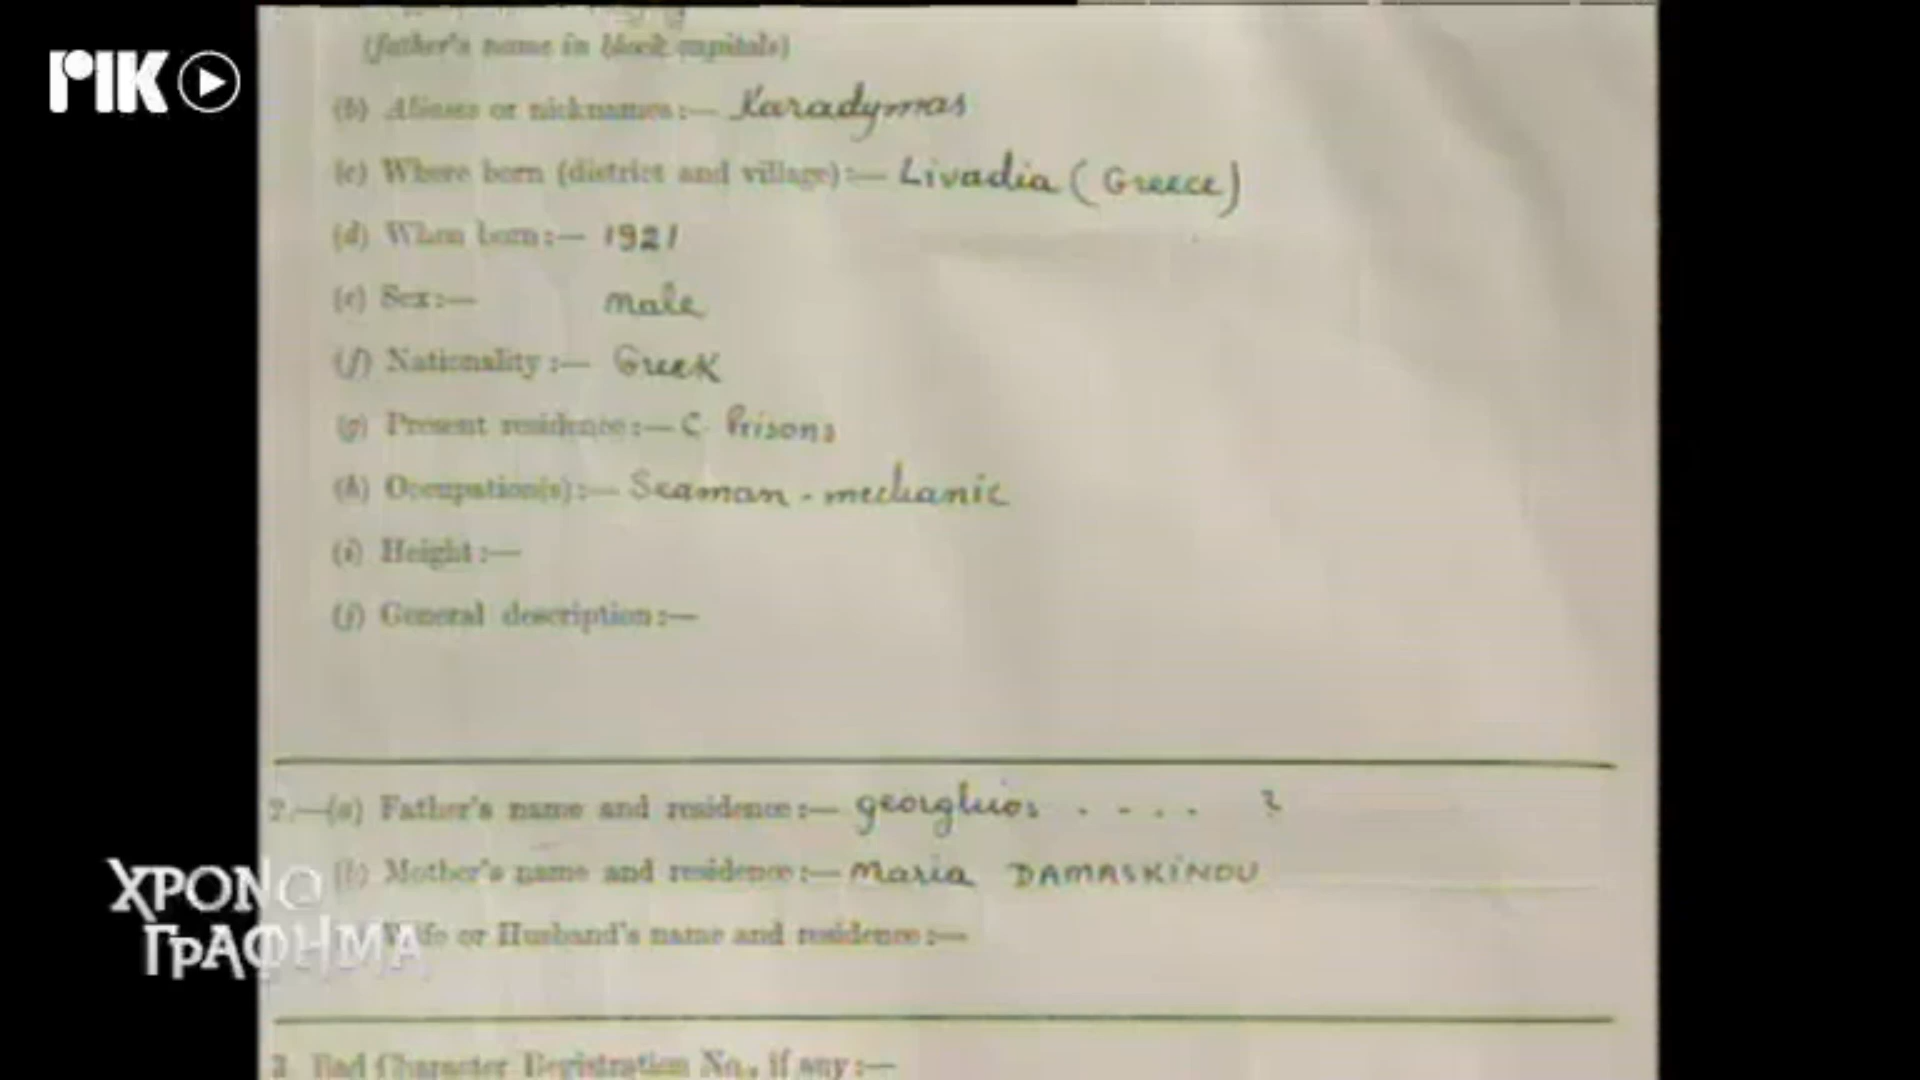 ΡΙΚ
(father's name in block capitals)
(b) Aliases or nicknames:— Karadymas
(c) Where born (district and village):— Livadia (Greece)
(d) When born:— 1921
(e) Sex:— male
(f) Nationality:— Greek
(g) Present residence:— C. Prisons
(h) Occupation(s):— Seaman - mechanic
(i) Height:—
(j) General description:—
2.—(a) Father's name and residence:— georghios . - . . ?
(b) Mother's name and residence:— Maria DAMASKINOU
Wife or Husband's name and residence:—
3. Bad Character Registration No., if any:—
ΧΡΟΝΟ
ΓΡΑΦΗΜΑ